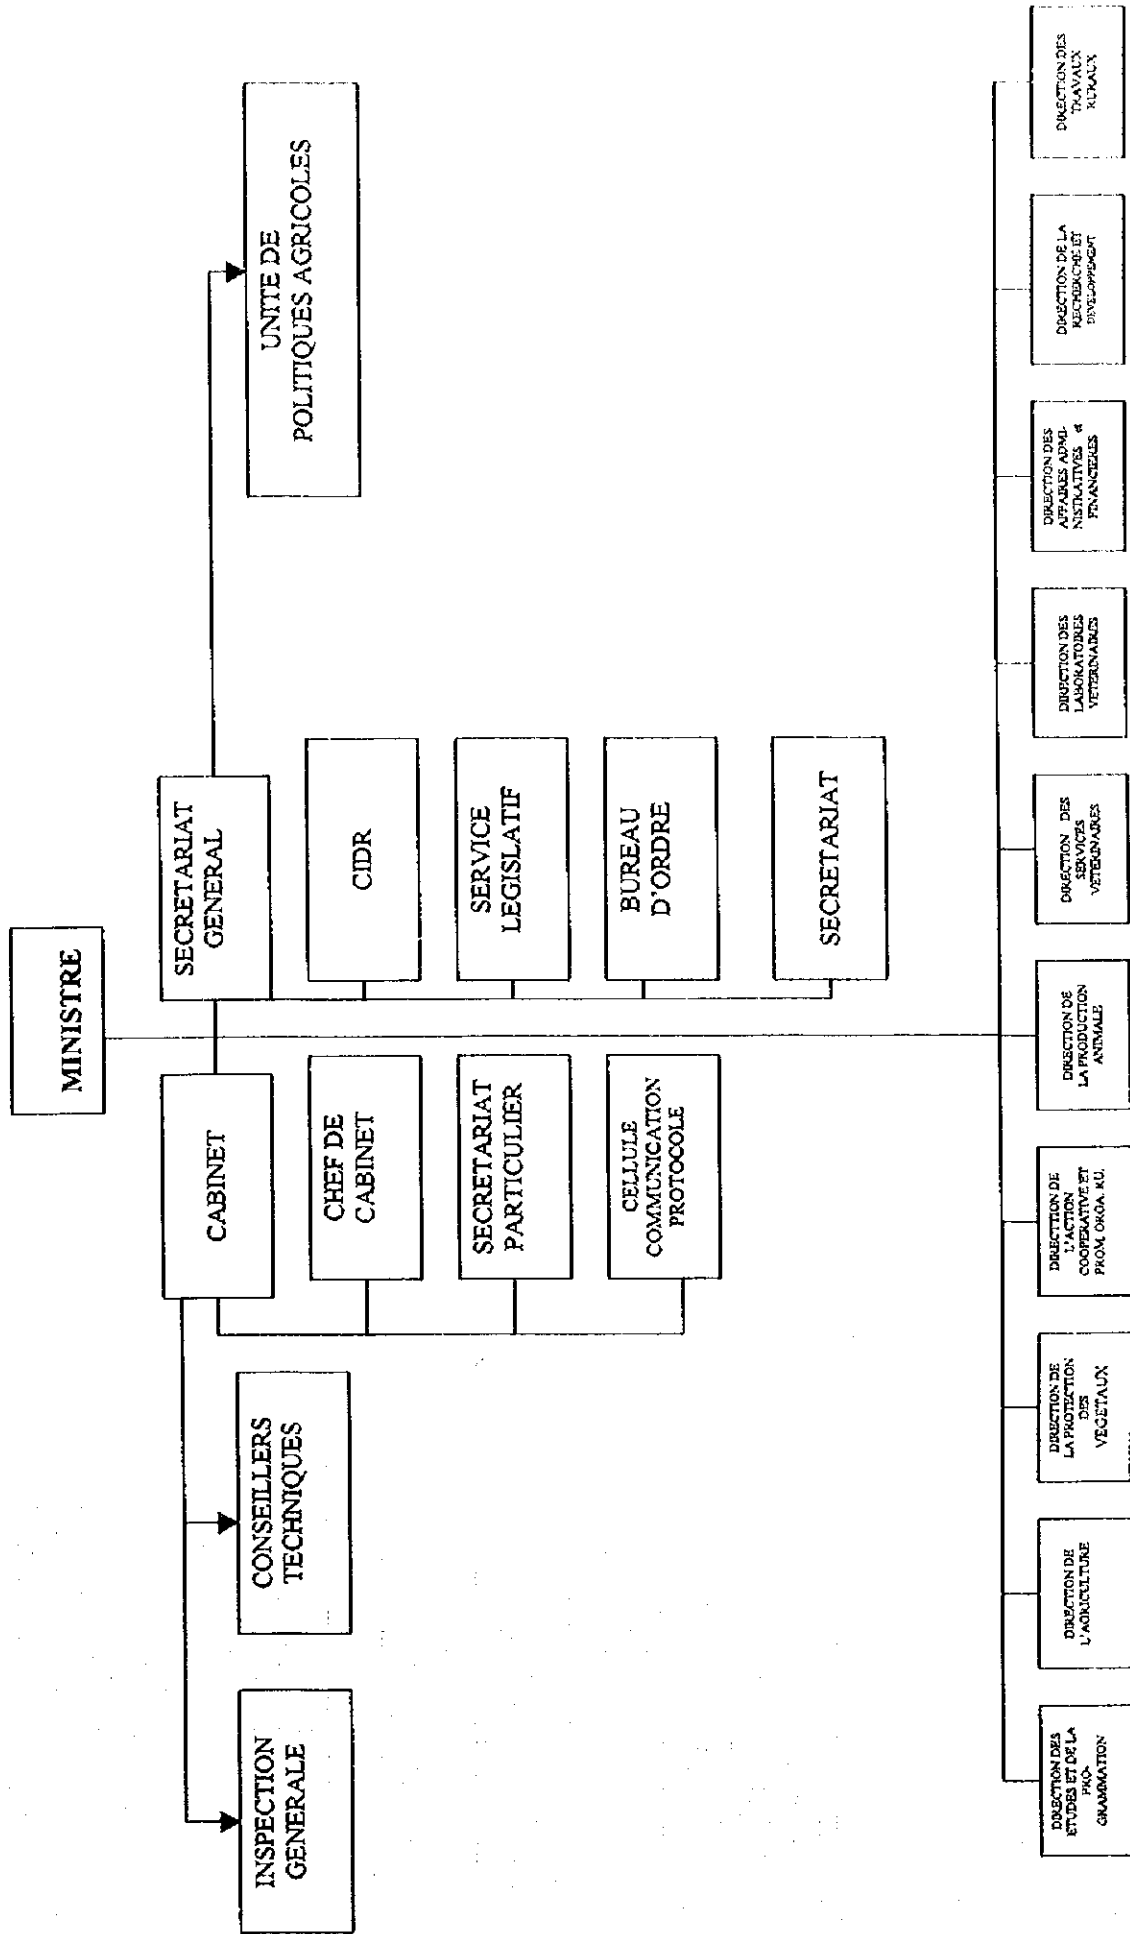 MINISTRE
CABINET
SECRETARIAT
GENERAL
INSPECTION
GENERALE
CONSEILLERS
TECHNIQUES
UNITE DE
POLITIQUES AGRICOLES
CHEF DE
CABINET
SECRETARIAT
PARTICULIER
CELLULE
COMMUNICATION
PROTOCOLE
CIDR
SERVICE
LEGISLATIF
BUREAU
D'ORDRE
SECRETARIAT
DIRECTION DES
ETUDES ET DE LA
PRO-
GRAMMATION
DIRECTION DE
L'AGRICULTURE
DIRECTION DE
LA PROTECTION
DES
VEGETAUX
DIRECTION DE
L'ACTION
COOPERATIVE ET
PROM. ORGA. RU.
DIRECTION DE
LA PRODUCTION
ANIMALE
DIRECTION DES
SERVICES
VETERINAIRES
DIRECTION DES
LABORATOIRES
VETERINAIRES
DIRECTION DES
AFFAIRES ADMI-
NISTRATIVES et
FINANCIERES
DIRECTION DE LA
RECHERCHE ET
DEVELOPPEMENT
DIRECTION DES
TRAVAUX
RURAUX